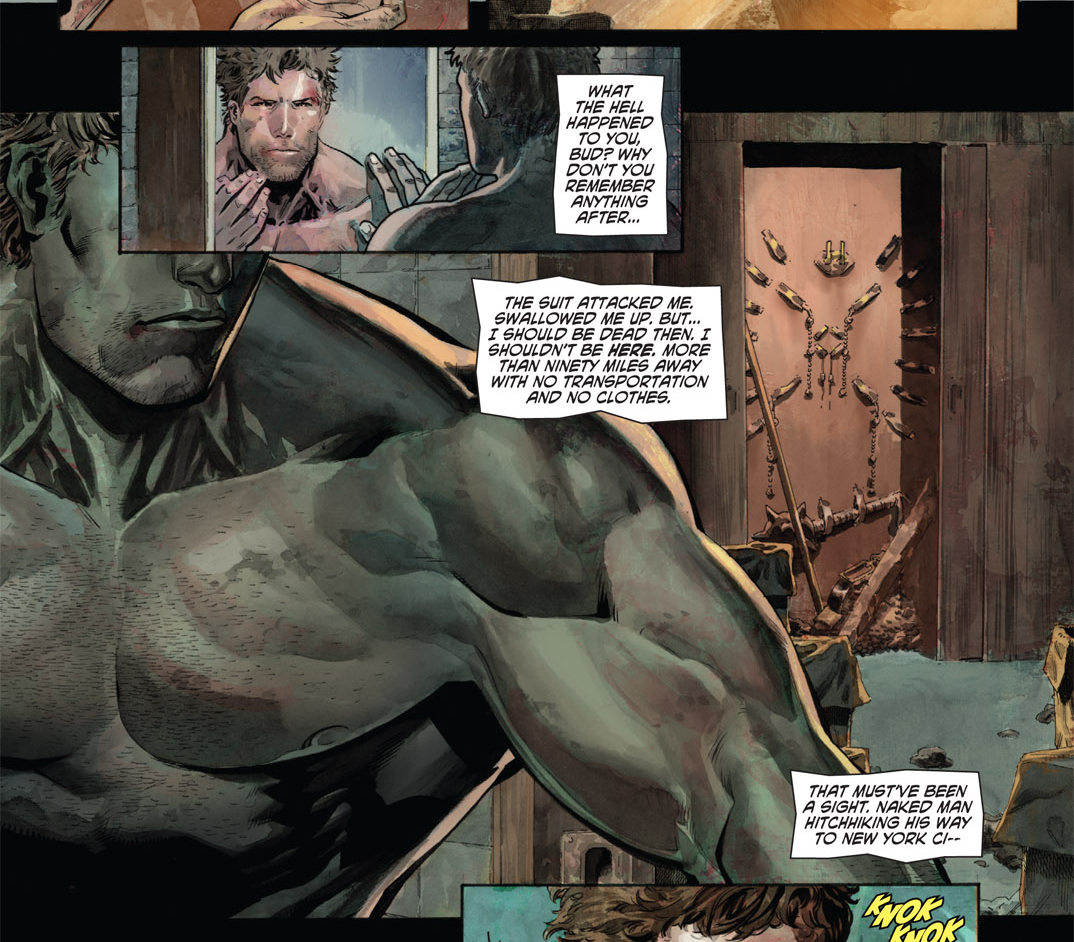 WHAT
THE HELL
HAPPENED
TO YOU,
BUD? WHY
DON'T YOU
REMEMBER
ANYTHING
AFTER...
THE SUIT ATTACKED ME.
SWALLOWED ME UP. BUT...
I SHOULD BE DEAD THEN. I
SHOULDN'T BE HERE. MORE
THAN NINETY MILES AWAY
WITH NO TRANSPORTATION
AND NO CLOTHES.
THAT MUST'VE BEEN
A SIGHT. NAKED MAN
HITCHHIKING HIS WAY
TO NEW YORK CI--
KNOK
KNOK